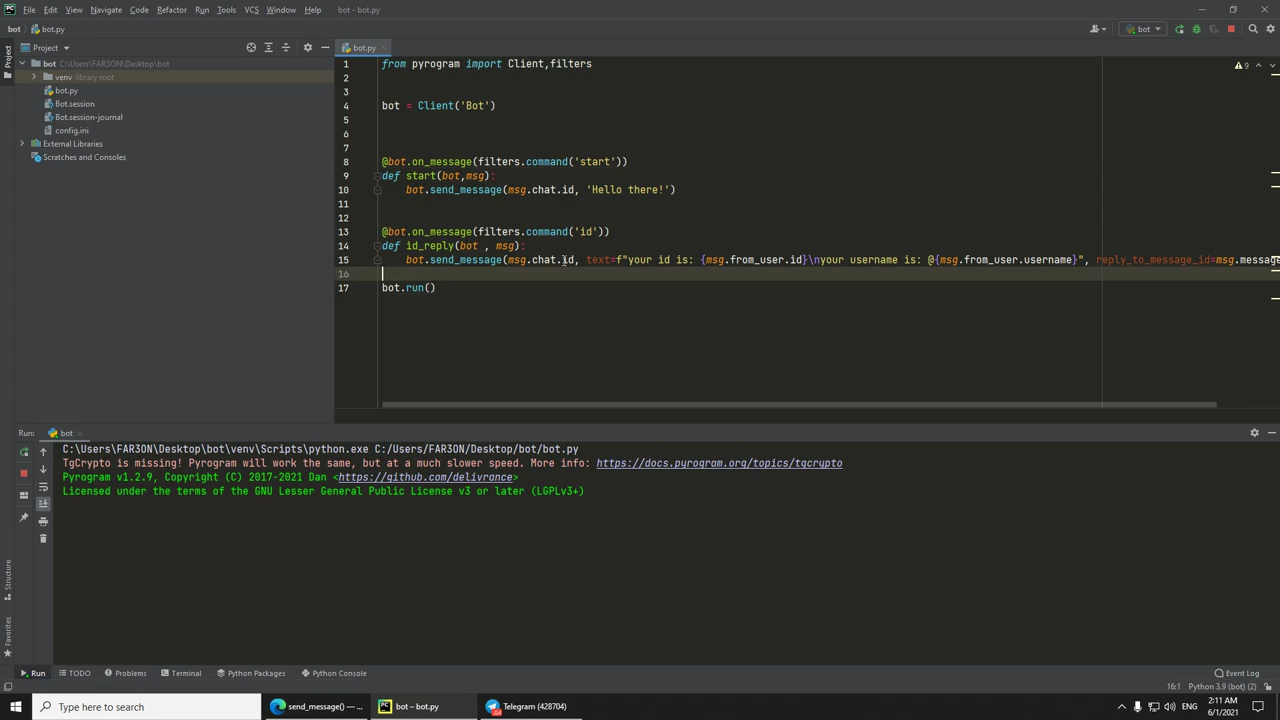 PC File Edit View Navigate Code Refactor Run Tools VCS Window Help bot - bot.py
bot bot.py
bot
Project
Project
bot.py
bot C:\Users\FAR3ON\Desktop\bot
venv library root
bot.py
Bot.session
Bot.session-journal
config.ini
External Libraries
Scratches and Consoles
9
1 from pyrogram import Client,filters
2
3
4 bot = Client('Bot')
5
6
7
8 @bot.on_message(filters.command('start'))
9 def start(bot,msg):
10 bot.send_message(msg.chat.id, 'Hello there!')
11
12
13 @bot.on_message(filters.command('id'))
14 def id_reply(bot , msg):
15 bot.send_message(msg.chat.id, text=f"your id is: {msg.from_user.id}\nyour username is: @{msg.from_user.username}", reply_to_message_id=msg.message
16
17 bot.run()
Run: bot
C:\Users\FAR3ON\Desktop\bot\venv\Scripts\python.exe C:/Users/FAR3ON/Desktop/bot/bot.py
TgCrypto is missing! Pyrogram will work the same, but at a much slower speed. More info: https://docs.pyrogram.org/topics/tgcrypto
Pyrogram v1.2.9, Copyright (C) 2017-2021 Dan <https://github.com/delivrance>
Licensed under the terms of the GNU Lesser General Public License v3 or later (LGPLv3+)
Structure
Favorites
Run TODO Problems Terminal Python Packages Python Console Event Log
16:1 Python 3.9 (bot) (2)
Type here to search
send_message() — ...
bot – bot.py
Telegram (428704)
ENG
2:11 AM
6/1/2021